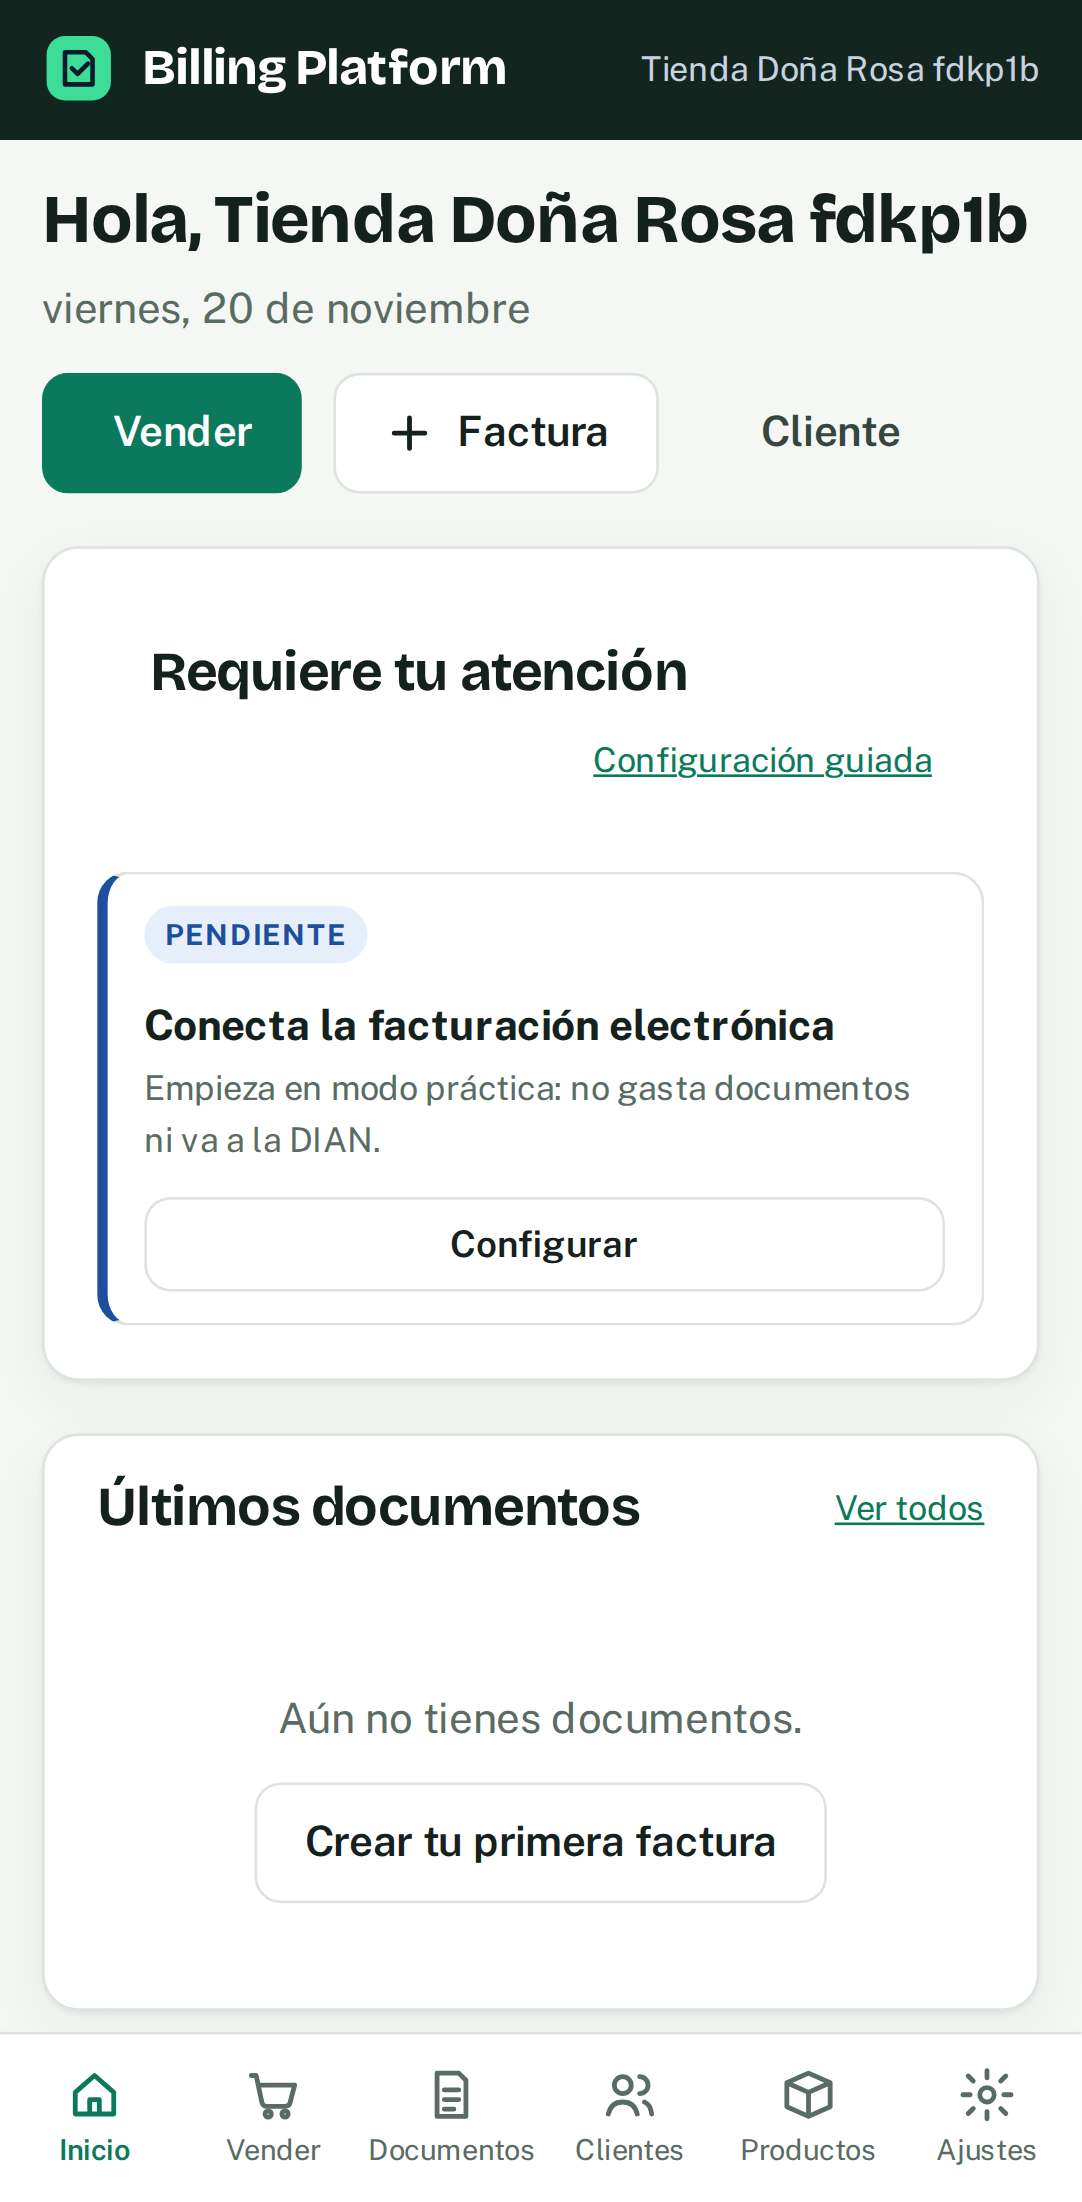 Billing Platform
Tienda Doña Rosa fdkp1b
Hola, Tienda Doña Rosa fdkp1b
viernes, 20 de noviembre
Vender
+ Factura
Cliente
Requiere tu atención
Configuración guiada
PENDIENTE
Conecta la facturación electrónica
Empieza en modo práctica: no gasta documentos
ni va a la DIAN.
Configurar
Últimos documentos
Ver todos
Aún no tienes documentos.
Crear tu primera factura
Inicio
Vender
Documentos
Clientes
Productos
Ajustes